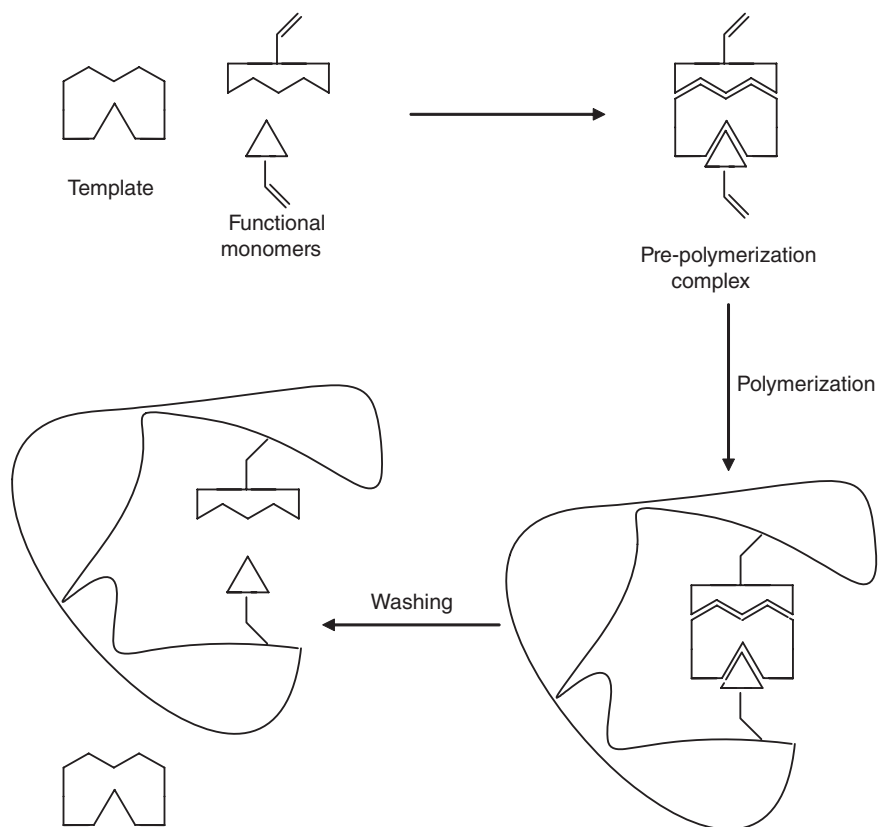 Template
Functional
monomers
Pre-polymerization
complex
Polymerization
Washing